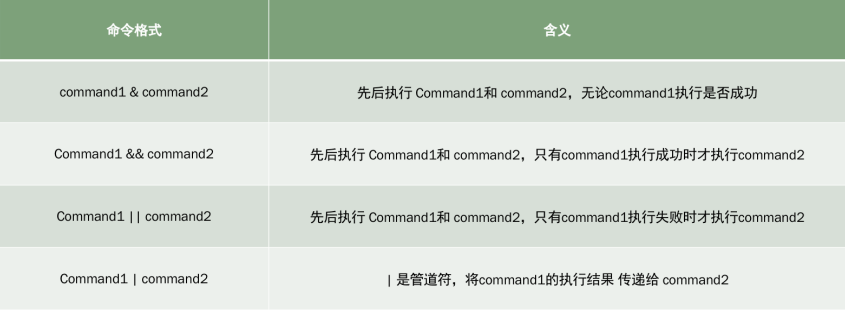 命令格式 含义
command1 & command2 先后执行 Command1和 command2，无论command1执行是否成功
Command1 && command2 先后执行 Command1和 command2，只有command1执行成功时才执行command2
Command1 || command2 先后执行 Command1和 command2，只有command1执行失败时才执行command2
Command1 | command2 | 是管道符，将command1的执行结果 传递给 command2